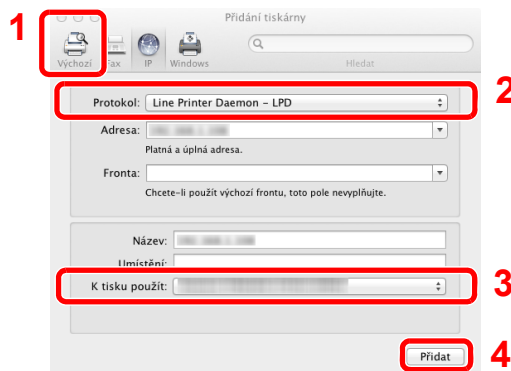 Přidání tiskárny
1
Výchozí Fax IP Windows Hledat
Protokol: Line Printer Daemon – LPD
2
Adresa:
Platná a úplná adresa.
Fronta:
Chcete-li použít výchozí frontu, toto pole nevyplňujte.
Název:
Umístění:
K tisku použít:
3
Přidat
4